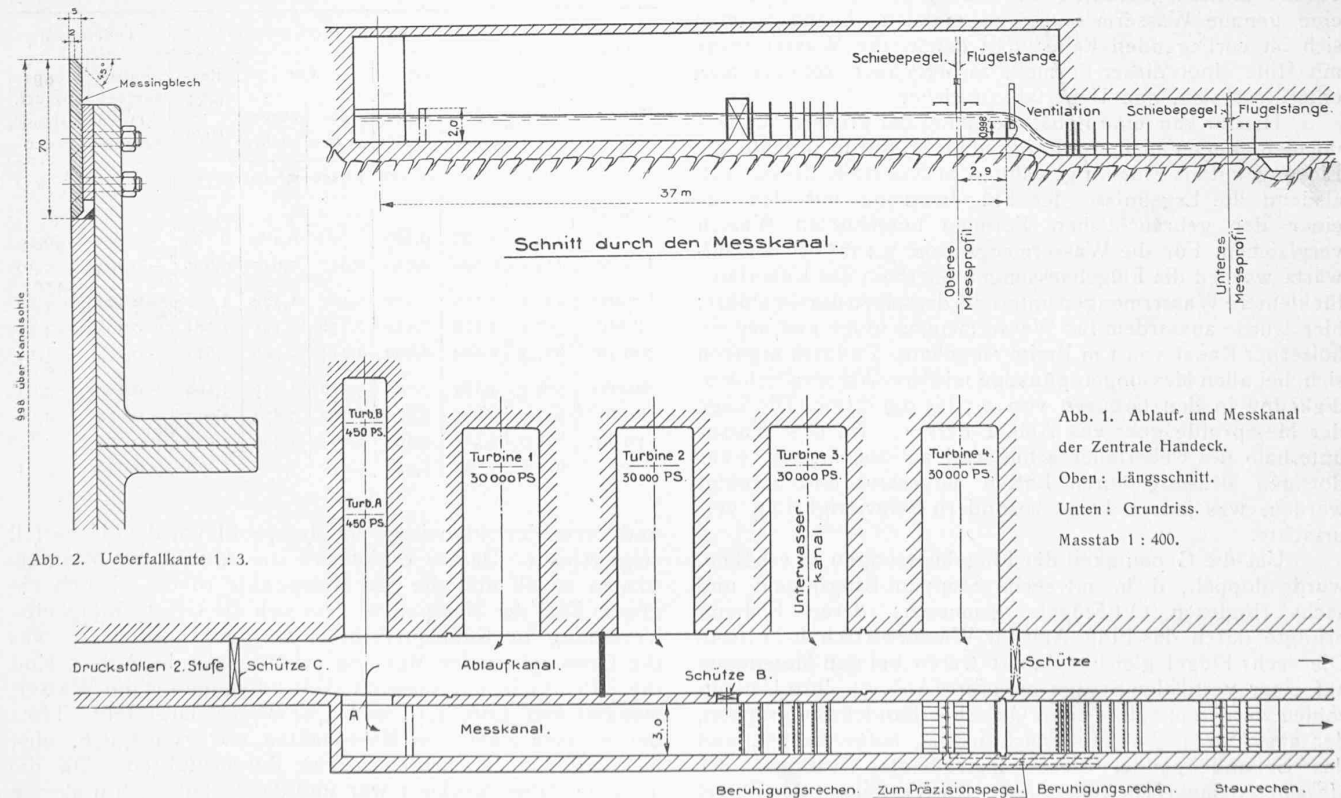 5
2
45°
Messingblech
70
998 über Kanalsohle
Abb. 2. Ueberfallkante 1 : 3.
Schiebepegel. Flügelstange.
Ventilation
Schiebepegel. Flügelstange.
2,0
0,998
2,9
37 m
Schnitt durch den Messkanal.
Oberes Messprofil.
Unteres Messprofil.
Turb. B
450 PS.
Turb. A
450 PS.
Turbine 1
30 000 PS.
Turbine 2
30 000 PS.
Turbine 3.
30 000 PS.
Turbine 4.
30 000 PS.
Unterwasser kanal.
Abb. 1. Ablauf- und Messkanal
der Zentrale Handeck.
Oben: Längsschnitt.
Unten: Grundriss.
Masstab 1 : 400.
Druckstollen 2. Stufe
Schütze C.
Ablaufkanal.
Schütze B.
Schütze
A
Messkanal.
3,2
Beruhigungsrechen. Zum Präzisionspegel. Beruhigungsrechen. Staurechen.